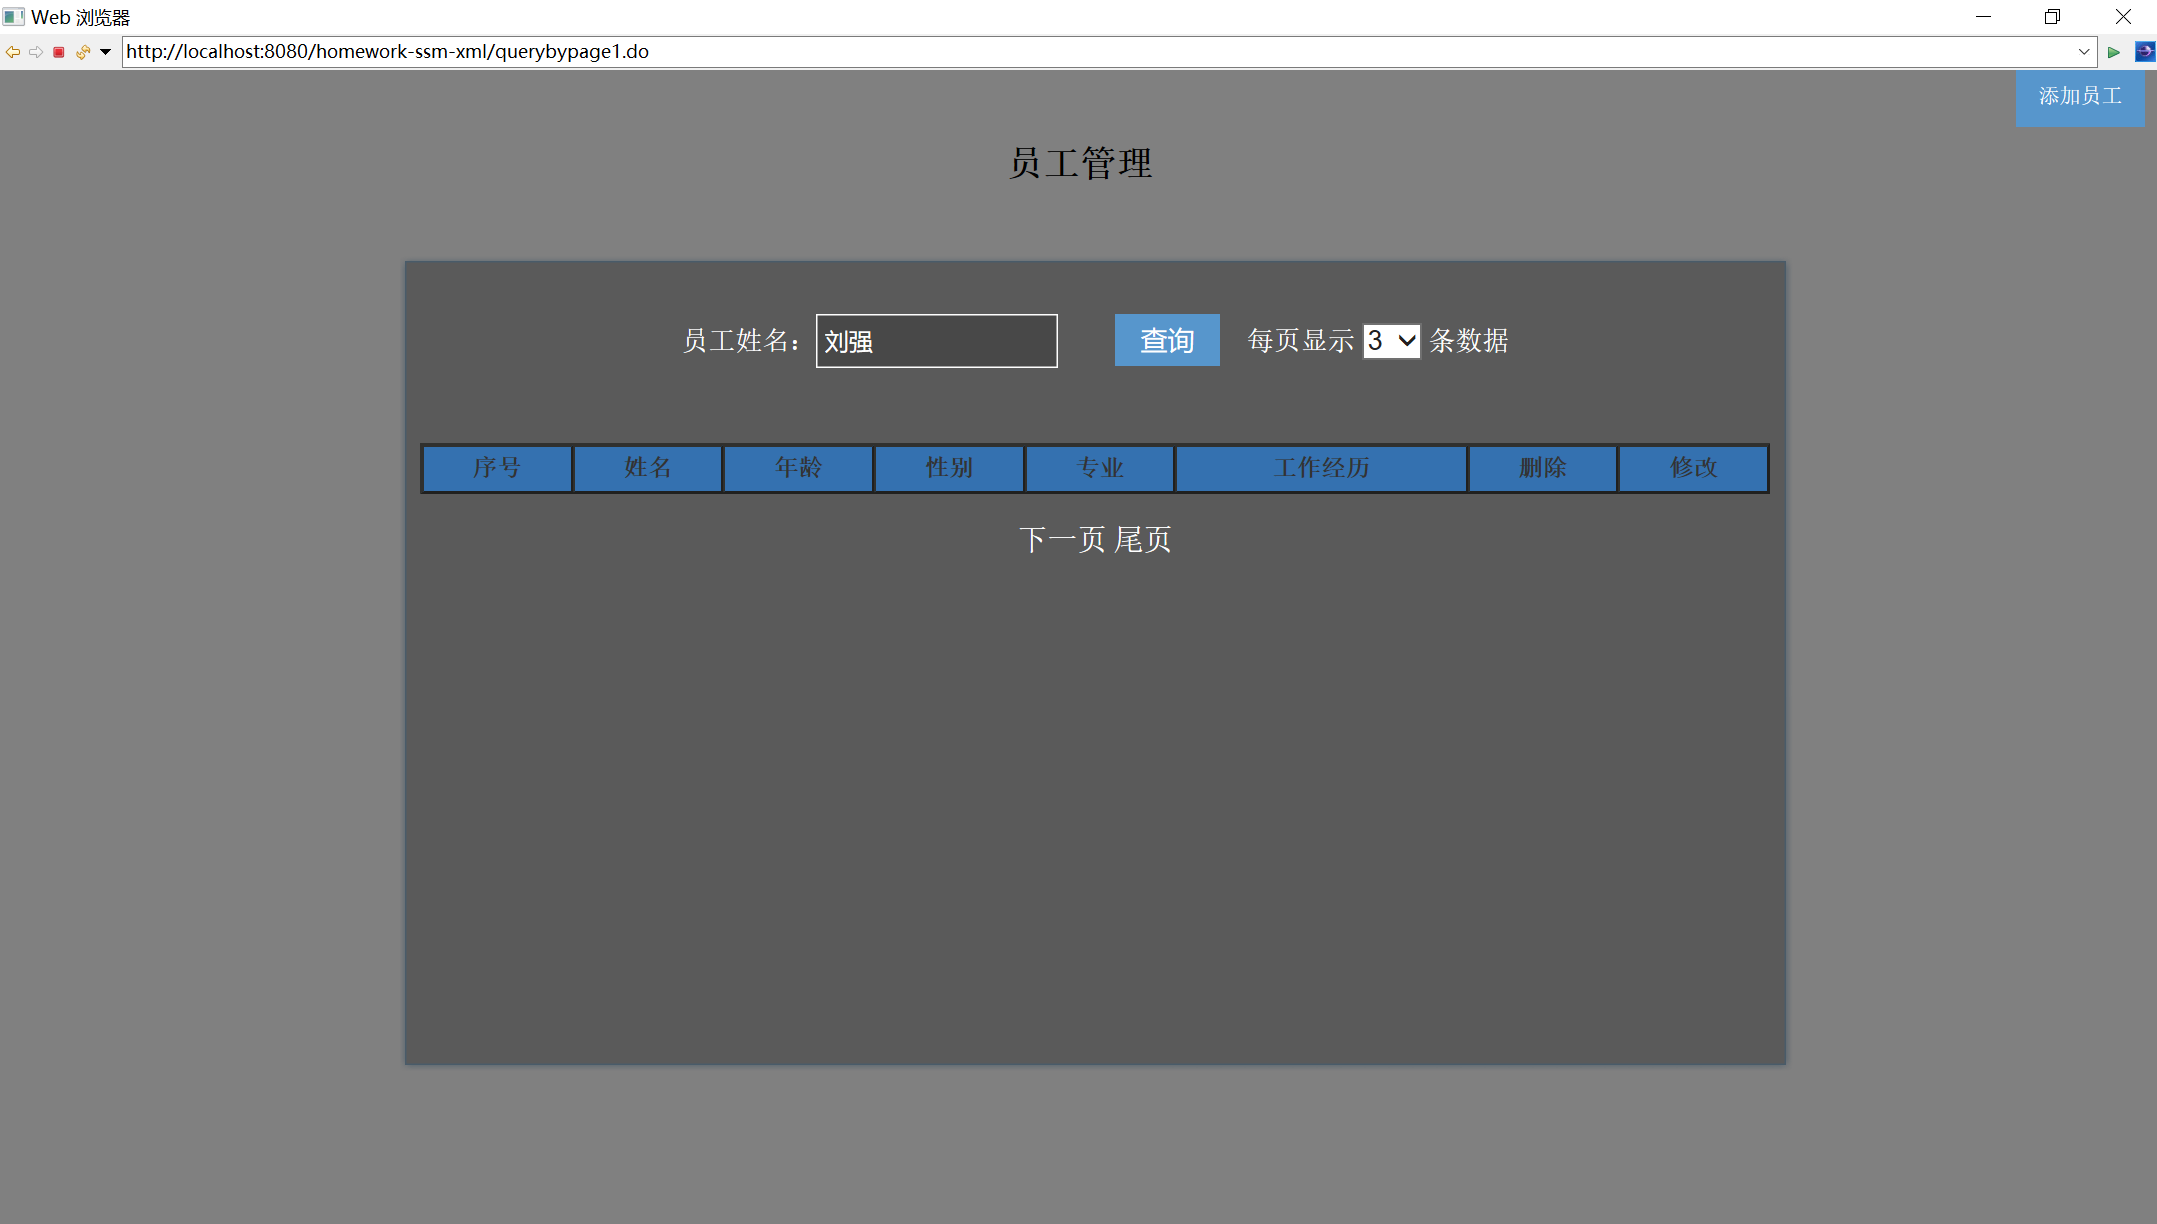 Web 浏览器
http://localhost:8080/homework-ssm-xml/querybypage1.do
添加员工
员工管理
员工姓名： 刘强 查询 每页显示 3 条数据
序号 姓名 年龄 性别 专业 工作经历 删除 修改
下一页 尾页